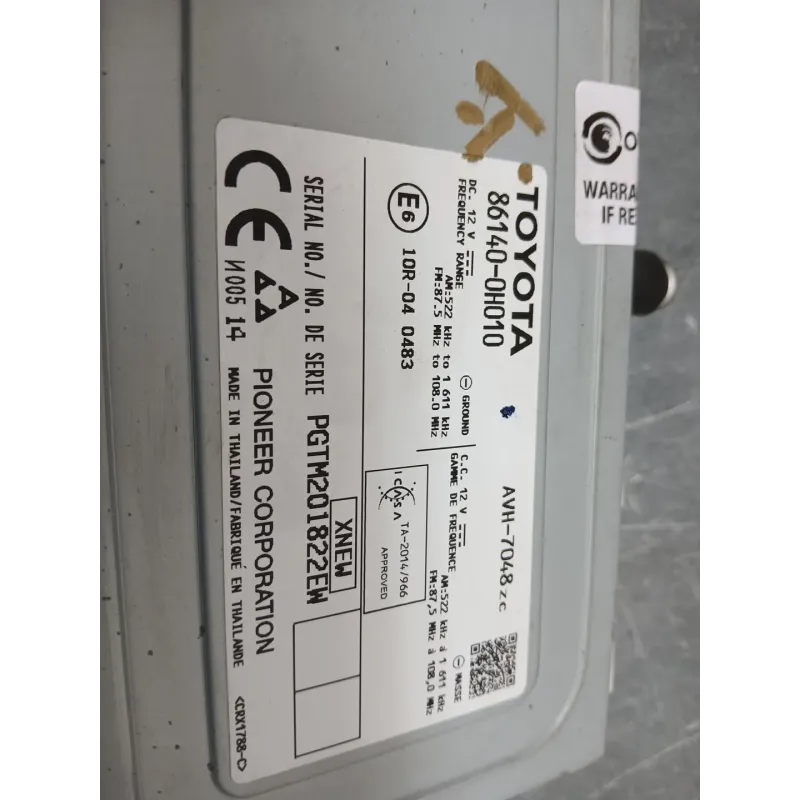 TOYOTA
86140-0H010
AVH-7048zc
DC. 12 V
GROUND
C.C. 12 V
MASSE
FREQUENCY RANGE
AM:522 kHz to 1 611 kHz
FM:87.5 MHz to 108.0 MHz
GAMME DE FREQUENCE
AM:522 kHz á 1 611 kHz
FM:87,5 MHz á 108,0 MHz
E6 10R-04 0483
ICASA
TA-2014/966
APPROVED
SERIAL NO./ NO. DE SERIE PGTM201822EW
XNEW
CE
A
005 14
PIONEER CORPORATION
MADE IN THAILAND/FABRIQUÉ EN THAILANDE
<CRX1788-C>
WARRA
IF RE